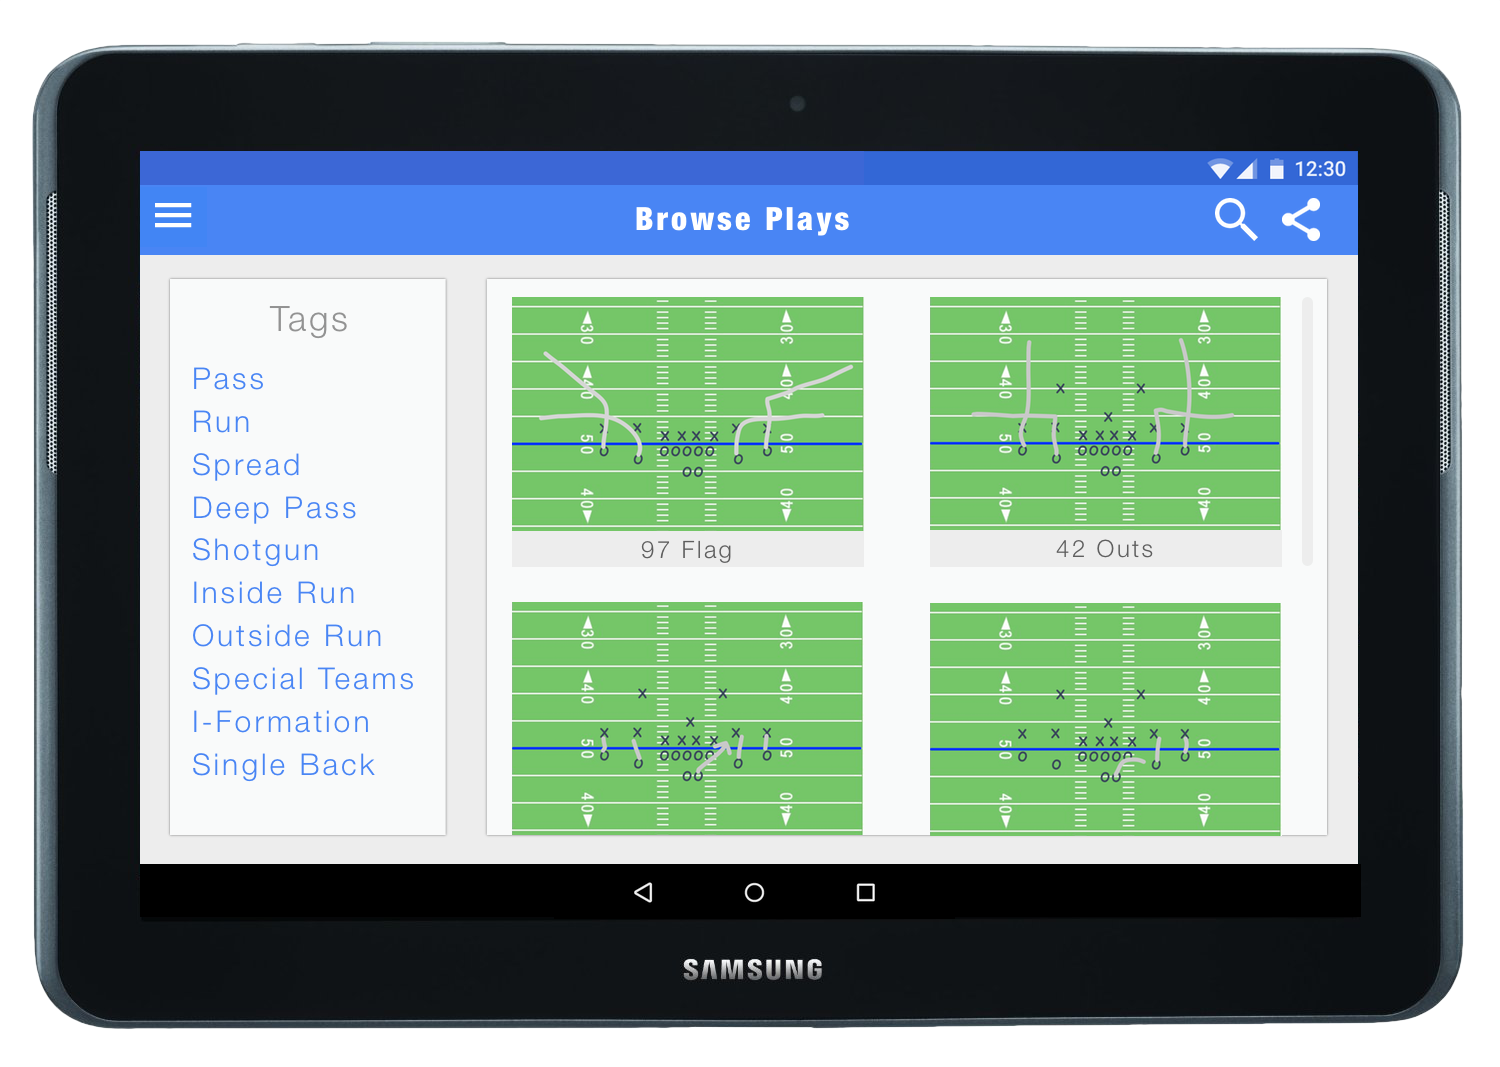 12:30
Browse Plays
Tags
Pass
Run
Spread
Deep Pass
Shotgun
Inside Run
Outside Run
Special Teams
I-Formation
Single Back
30 30
40 40
x x x x x x x x
50 50
o o o o o o o o o
o o
40 40
97 Flag
30 30
40 40
x x
x
x x x x x x x x
50 50
o o o o o o o o o
o o
40 40
42 Outs
30 30
40 40
x x
x
x x x x x x x x
50 50
o o o o o o o o o
o o
40 40
30 30
40 40
x x
x
x x x x x x x x
50 50
o o o o o o o o o
o o
40 40
SAMSUNG